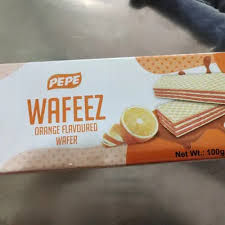 PEPE
WAFEEZ
ORANGE FLAVOURED
WAFER
Net Wt.: 100g